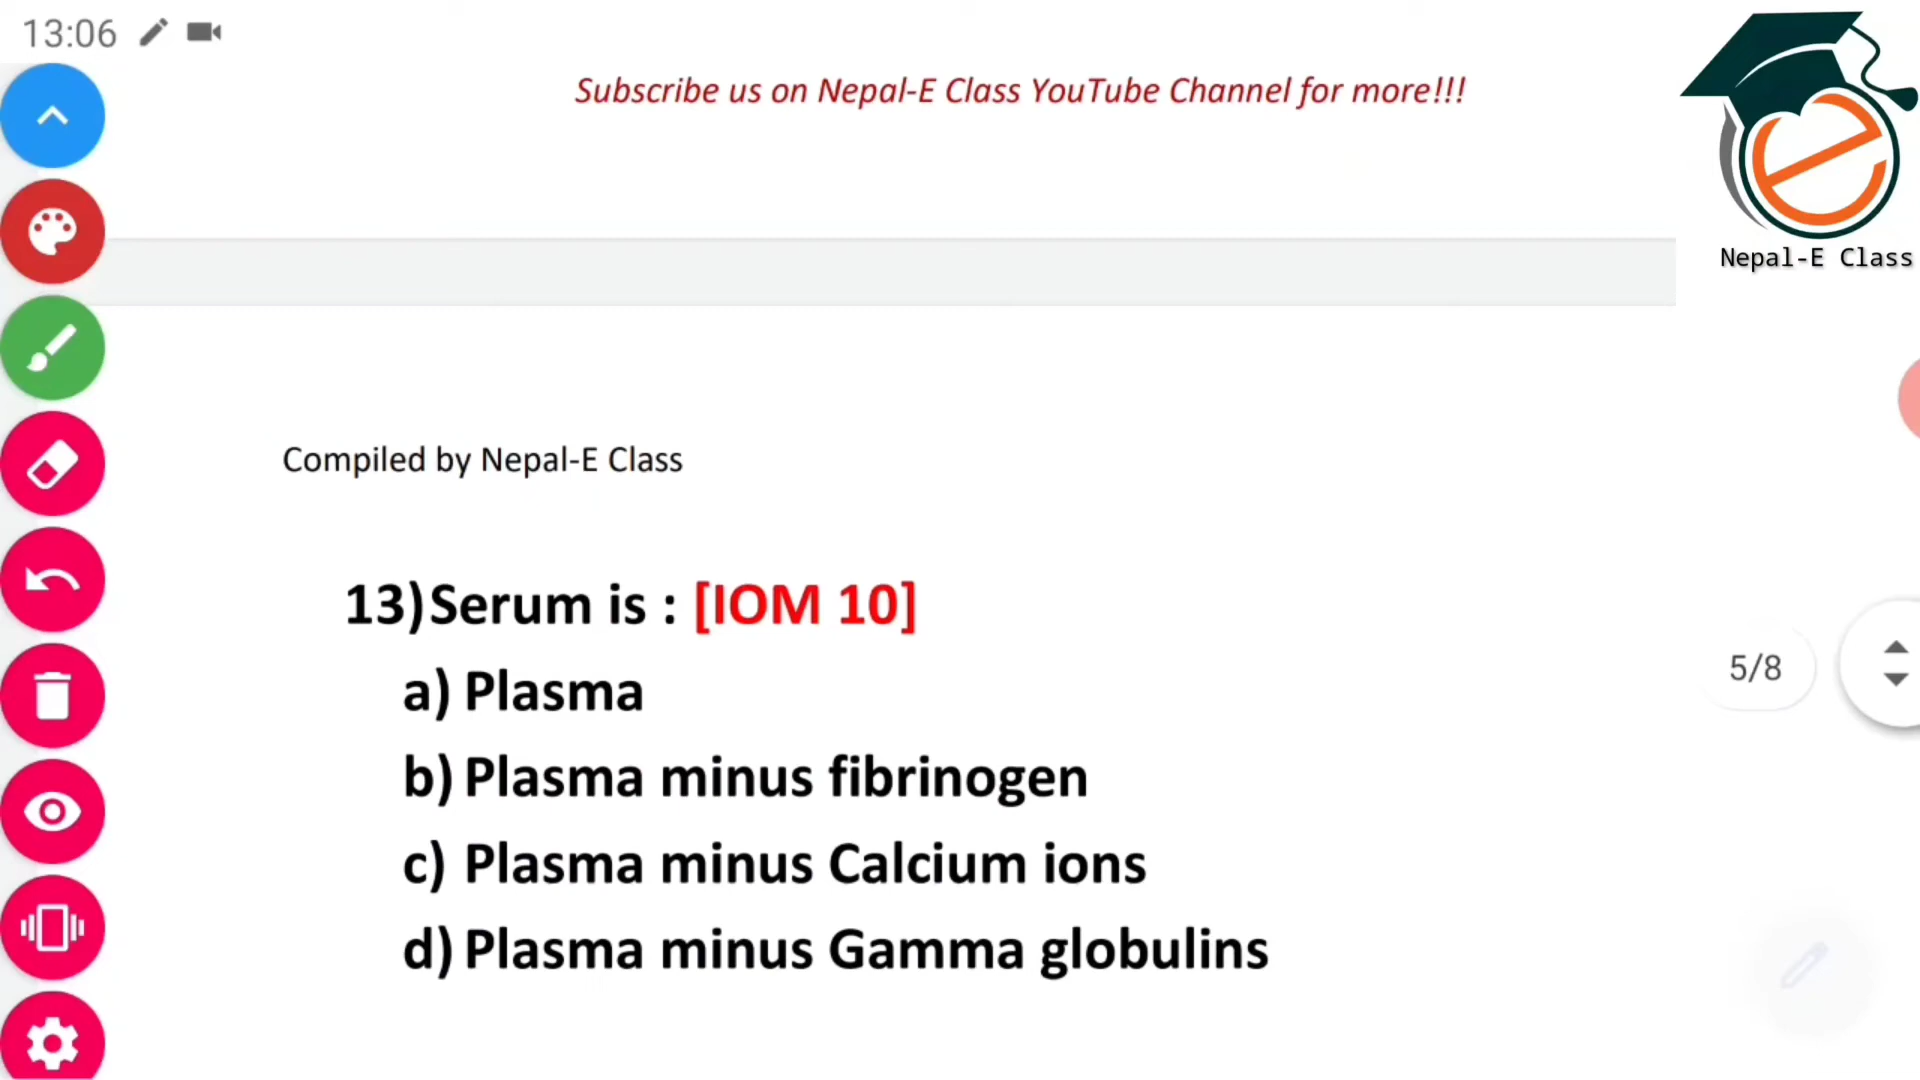 13:06
Subscribe us on Nepal-E Class YouTube Channel for more!!!
Nepal-E Class
Compiled by Nepal-E Class
13) Serum is : [IOM 10]
a) Plasma
b) Plasma minus fibrinogen
c) Plasma minus Calcium ions
d) Plasma minus Gamma globulins
5/8